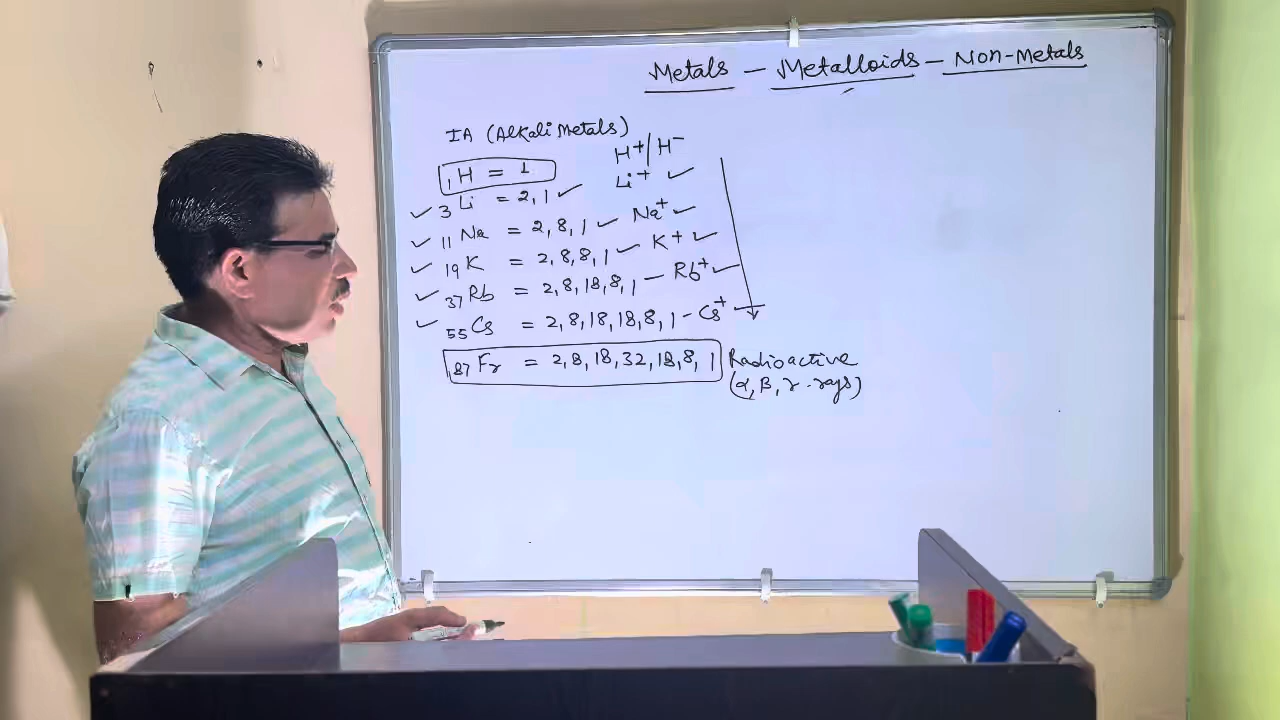 Metals – Metalloids – Non-Metals
IA (Alkali Metals)
H+/H−
1H = 1
3Li = 2,1 Li+
11Na = 2,8,1 Na+
19K = 2,8,8,1 K+
37Rb = 2,8,18,8,1 – Rb+
55Cs = 2,8,18,18,8,1 – Cs+
87Fr = 2,8,18,32,18,8,1 Radioactive
(α,β,γ-rays)